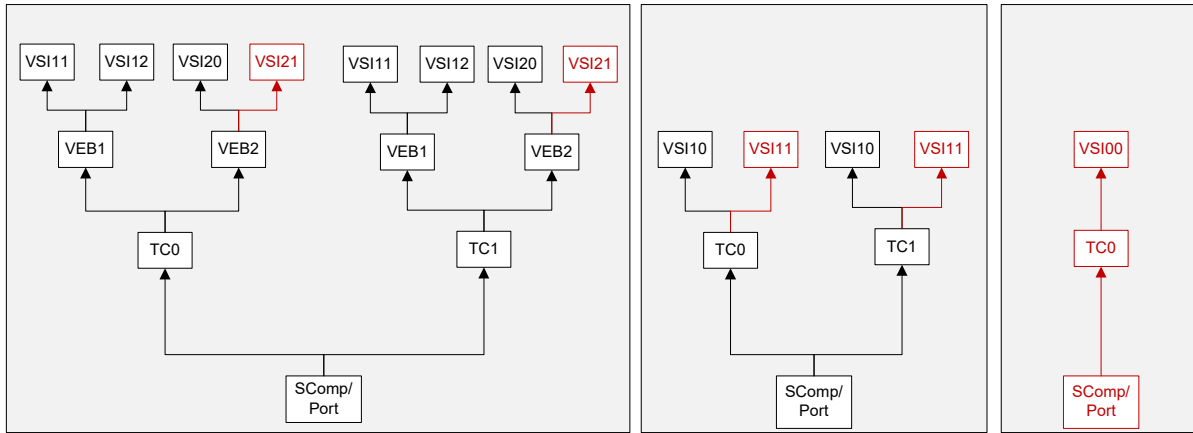 VSI11 VSI12 VSI20 VSI21
VEB1 VEB2
VSI11 VSI12 VSI20 VSI21
VEB1 VEB2
TC0 TC1
SComp/
Port
VSI10 VSI11 VSI10 VSI11
TC0 TC1
SComp/
Port
VSI00
TC0
SComp/
Port